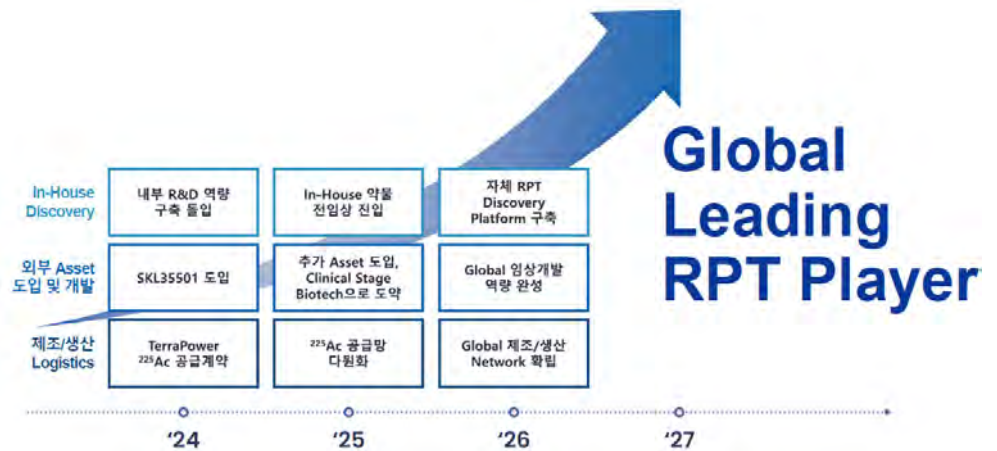 Global
Leading
RPT Player
In-House
Discovery
내부 R&D 역량
구축 돌입
In-House 약물
전임상 진입
자체 RPT
Discovery
Platform 구축
외부 Asset
도입 및 개발
SKL35501 도입
추가 Asset 도입,
Clinical Stage
Biotech으로 도약
Global 임상개발
역량 완성
제조/생산
Logistics
TerraPower
²²⁵Ac 공급계약
²²⁵Ac 공급망
다원화
Global 제조/생산
Network 확립
‘24
‘25
‘26
‘27